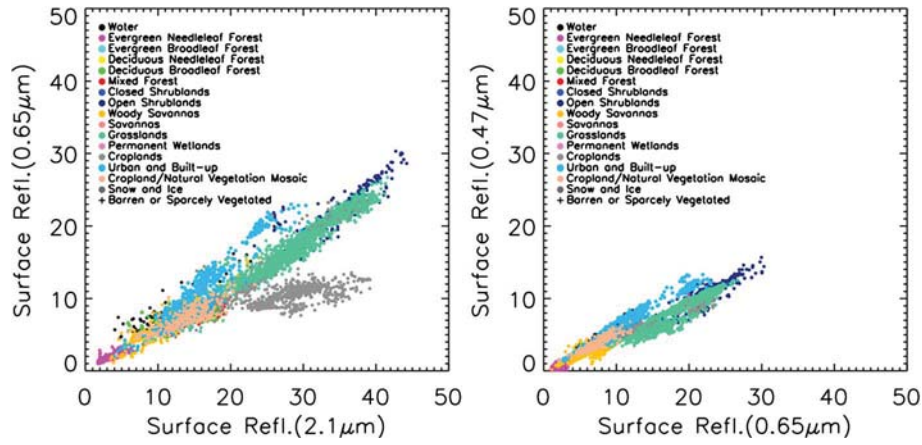 50
40
30
20
10
0
Surface Refl.(0.65μm)
Water
Evergreen Needleleaf Forest
Evergreen Broadleaf Forest
Deciduous Needleleaf Forest
Deciduous Broadleaf Forest
Mixed Forest
Closed Shrublands
Open Shrublands
Woody Savannas
Savannas
Grasslands
Permanent Wetlands
Croplands
Urban and Built-up
Cropland/Natural Vegetation Mosaic
Snow and Ice
Barren or Sparcely Vegetated
0 10 20 30 40 50
Surface Refl.(2.1μm)
50
40
30
20
10
0
Surface Refl.(0.47μm)
Water
Evergreen Needleleaf Forest
Evergreen Broadleaf Forest
Deciduous Needleleaf Forest
Deciduous Broadleaf Forest
Mixed Forest
Closed Shrublands
Open Shrublands
Woody Savannas
Savannas
Grasslands
Permanent Wetlands
Croplands
Urban and Built-up
Cropland/Natural Vegetation Mosaic
Snow and Ice
Barren or Sparcely Vegetated
0 10 20 30 40 50
Surface Refl.(0.65μm)